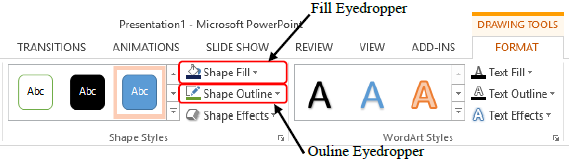 Fill Eyedropper
Presentation1 - Microsoft PowerPoint
DRAWING TOOLS
TRANSITIONS ANIMATIONS SLIDE SHOW REVIEW VIEW ADD-INS FORMAT
Abc Abc Abc
Shape Fill
Shape Outline
Shape Effects
Shape Styles
A A A
Text Fill
Text Outline
Text Effects
WordArt Styles
Ouline Eyedropper